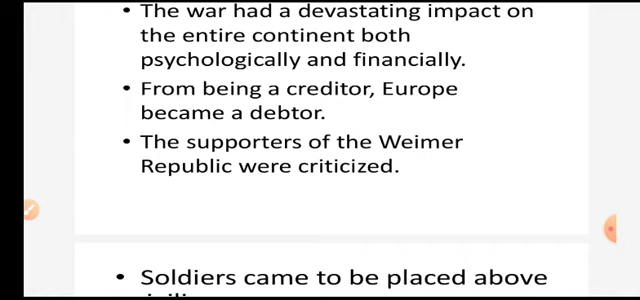 • The war had a devastating impact on
the entire continent both
psychologically and financially.
• From being a creditor, Europe
became a debtor.
• The supporters of the Weimer
Republic were criticized.
• Soldiers came to be placed above